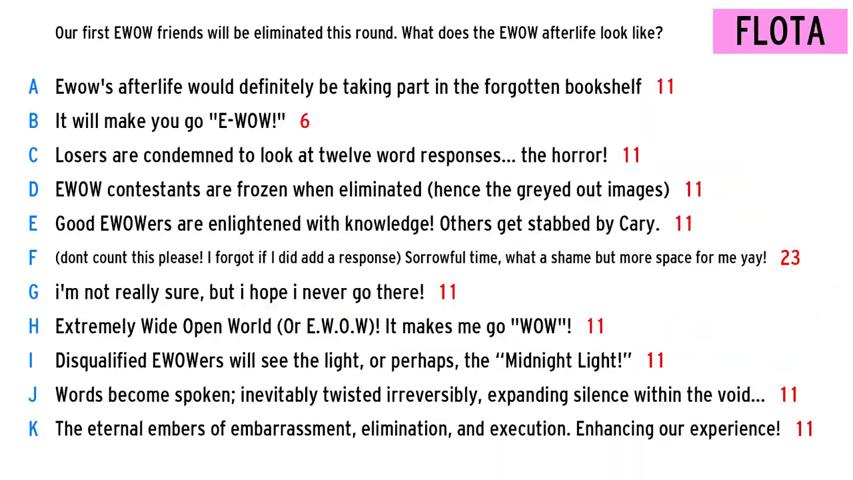 Our first EWOW friends will be eliminated this round. What does the EWOW afterlife look like?
FLOTA
A Ewow's afterlife would definitely be taking part in the forgotten bookshelf 11
B It will make you go "E-WOW!" 6
C Losers are condemned to look at twelve word responses... the horror! 11
D EWOW contestants are frozen when eliminated (hence the greyed out images) 11
E Good EWOWers are enlightened with knowledge! Others get stabbed by Cary. 11
F (dont count this please! I forgot if I did add a response) Sorrowful time, what a shame but more space for me yay! 23
G i'm not really sure, but i hope i never go there! 11
H Extremely Wide Open World (Or E.W.O.W)! It makes me go "WOW"! 11
I Disqualified EWOWers will see the light, or perhaps, the “Midnight Light!” 11
J Words become spoken; inevitably twisted irreversibly, expanding silence within the void... 11
K The eternal embers of embarrassment, elimination, and execution. Enhancing our experience! 11